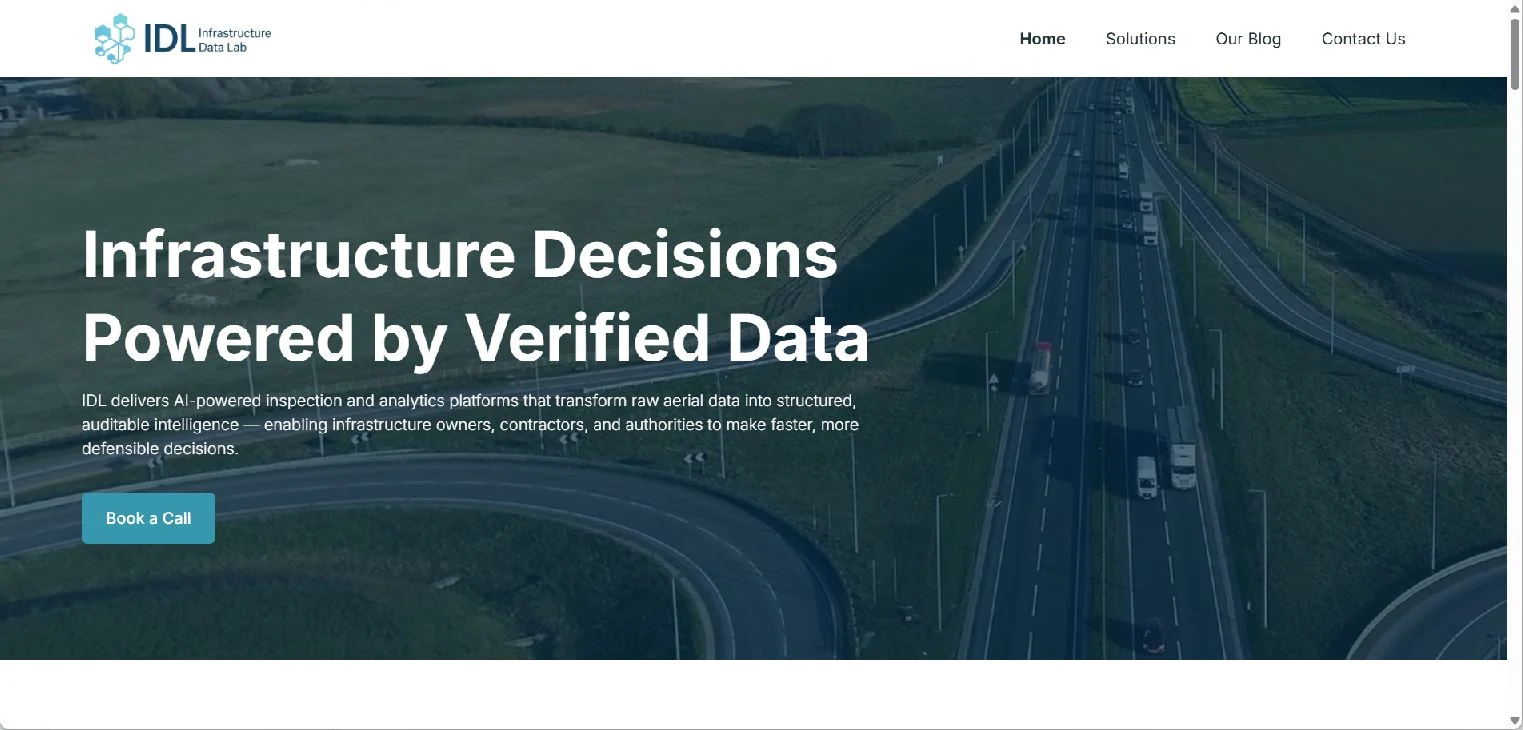 IDL Infrastructure
Data Lab
Home Solutions Our Blog Contact Us
Infrastructure Decisions
Powered by Verified Data
IDL delivers AI-powered inspection and analytics platforms that transform raw aerial data into structured,
auditable intelligence — enabling infrastructure owners, contractors, and authorities to make faster, more
defensible decisions.
Book a Call